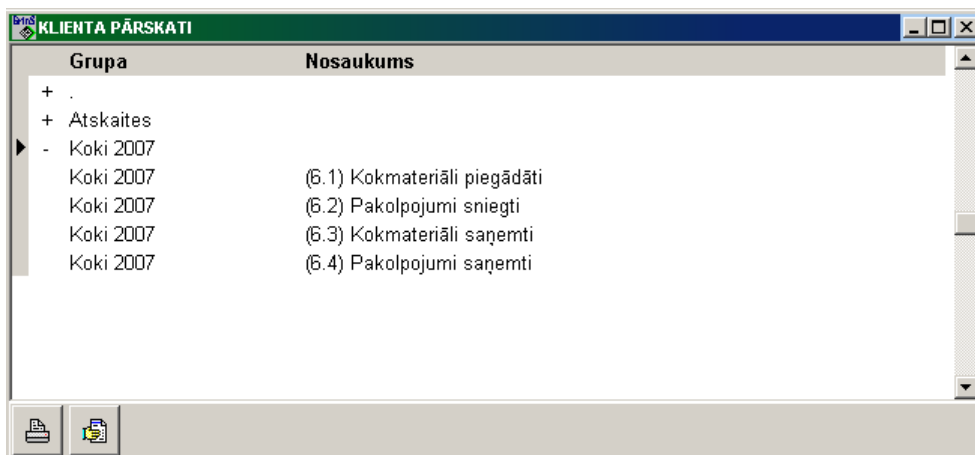 KLIENTA PĀRSKATI
Grupa Nosaukums
+ .
+ Atskaites
- Koki 2007
Koki 2007 (6.1) Kokmateriāli piegādāti
Koki 2007 (6.2) Pakolpojumi sniegti
Koki 2007 (6.3) Kokmateriāli saņemti
Koki 2007 (6.4) Pakolpojumi saņemti